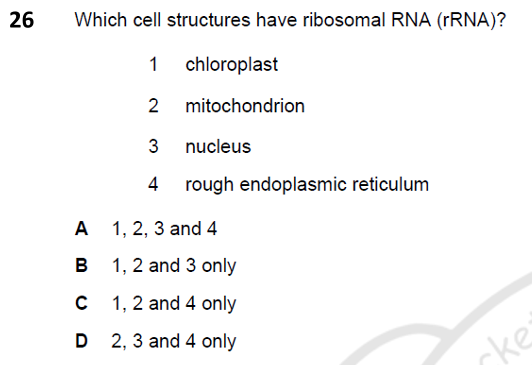 26 Which cell structures have ribosomal RNA (rRNA)?
1 chloroplast
2 mitochondrion
3 nucleus
4 rough endoplasmic reticulum
A 1, 2, 3 and 4
B 1, 2 and 3 only
C 1, 2 and 4 only
D 2, 3 and 4 only